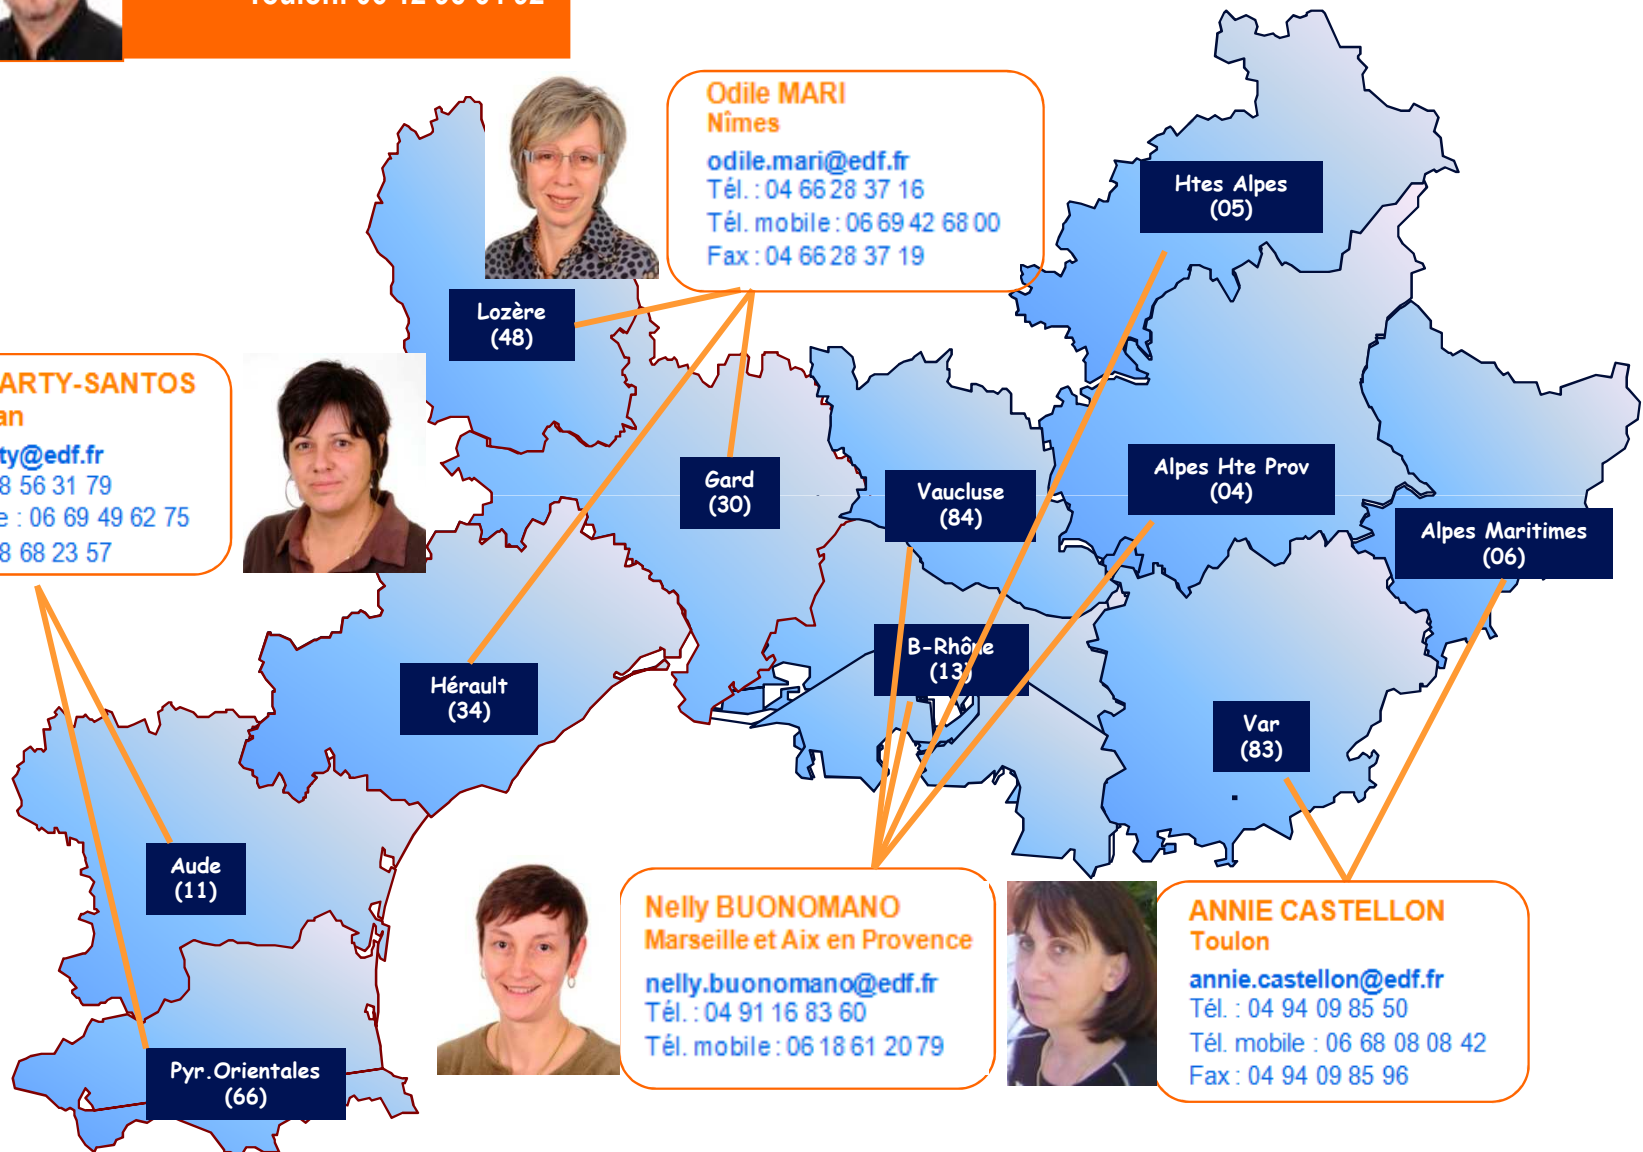 Odile MARI
Nîmes
odile.mari@edf.fr
Tél. : 04 66 28 37 16
Tél. mobile : 06 69 42 68 00
Fax : 04 66 28 37 19
Htes Alpes
(05)
Lozère
(48)
ARTY-SANTOS
an
ty@edf.fr
8 56 31 79
e : 06 69 49 62 75
8 68 23 57
Gard
(30)
Vaucluse
(84)
Alpes Hte Prov
(04)
Alpes Maritimes
(06)
Hérault
(34)
B-Rhône
(13)
Var
(83)
Aude
(11)
Pyr.Orientales
(66)
Nelly BUONOMANO
Marseille et Aix en Provence
nelly.buonomano@edf.fr
Tél. : 04 91 16 83 60
Tél. mobile : 06 18 61 20 79
ANNIE CASTELLON
Toulon
annie.castellon@edf.fr
Tél. : 04 94 09 85 50
Tél. mobile : 06 68 08 08 42
Fax : 04 94 09 85 96